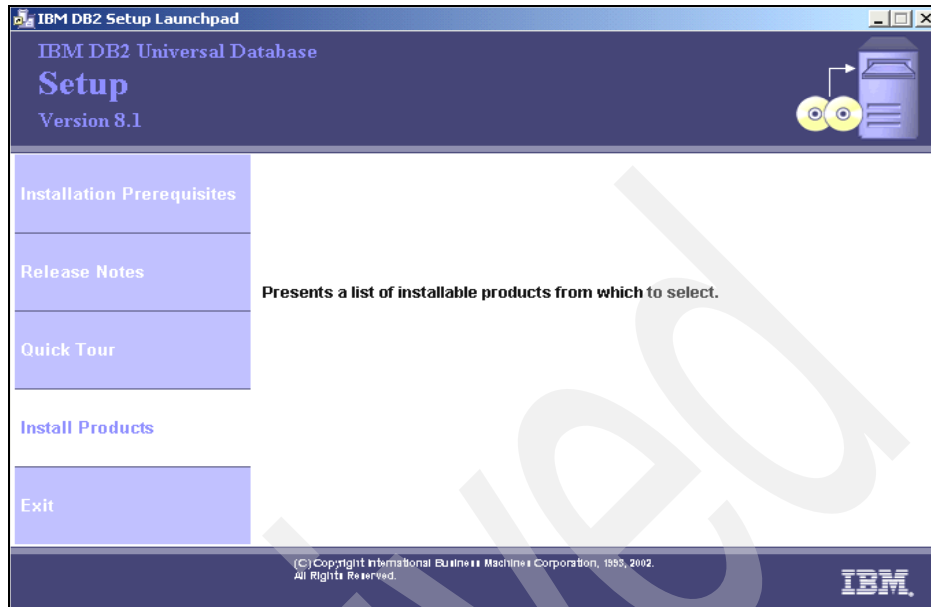 IBM DB2 Setup Launchpad
IBM DB2 Universal Database
Setup
Version 8.1
Installation Prerequisites
Release Notes
Presents a list of installable products from which to select.
Quick Tour
Install Products
Exit
(C) Copyright International Business Machines Corporation, 1993, 2002.
All Rights Reserved.
IBM.